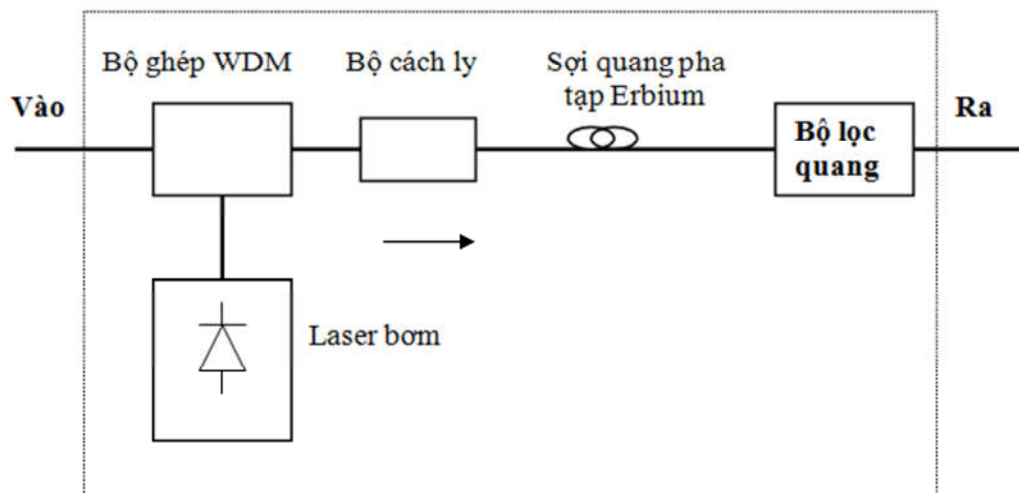 Bộ ghép WDM
Bộ cách ly
Sợi quang pha
tạp Erbium
Vào
Bộ lọc
quang
Ra
Laser bơm